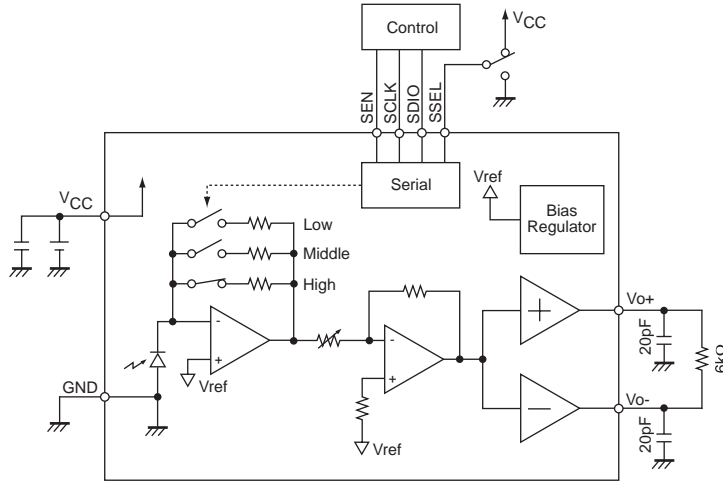 Control
VCC
SEN
SCLK
SDIO
SSEL
Serial
Vref
Bias
Regulator
VCC
Low
Middle
High
-
+
Vref
GND
-
+
Vref
+
-
Vo+
Vo-
20pF
20pF
6kΩ